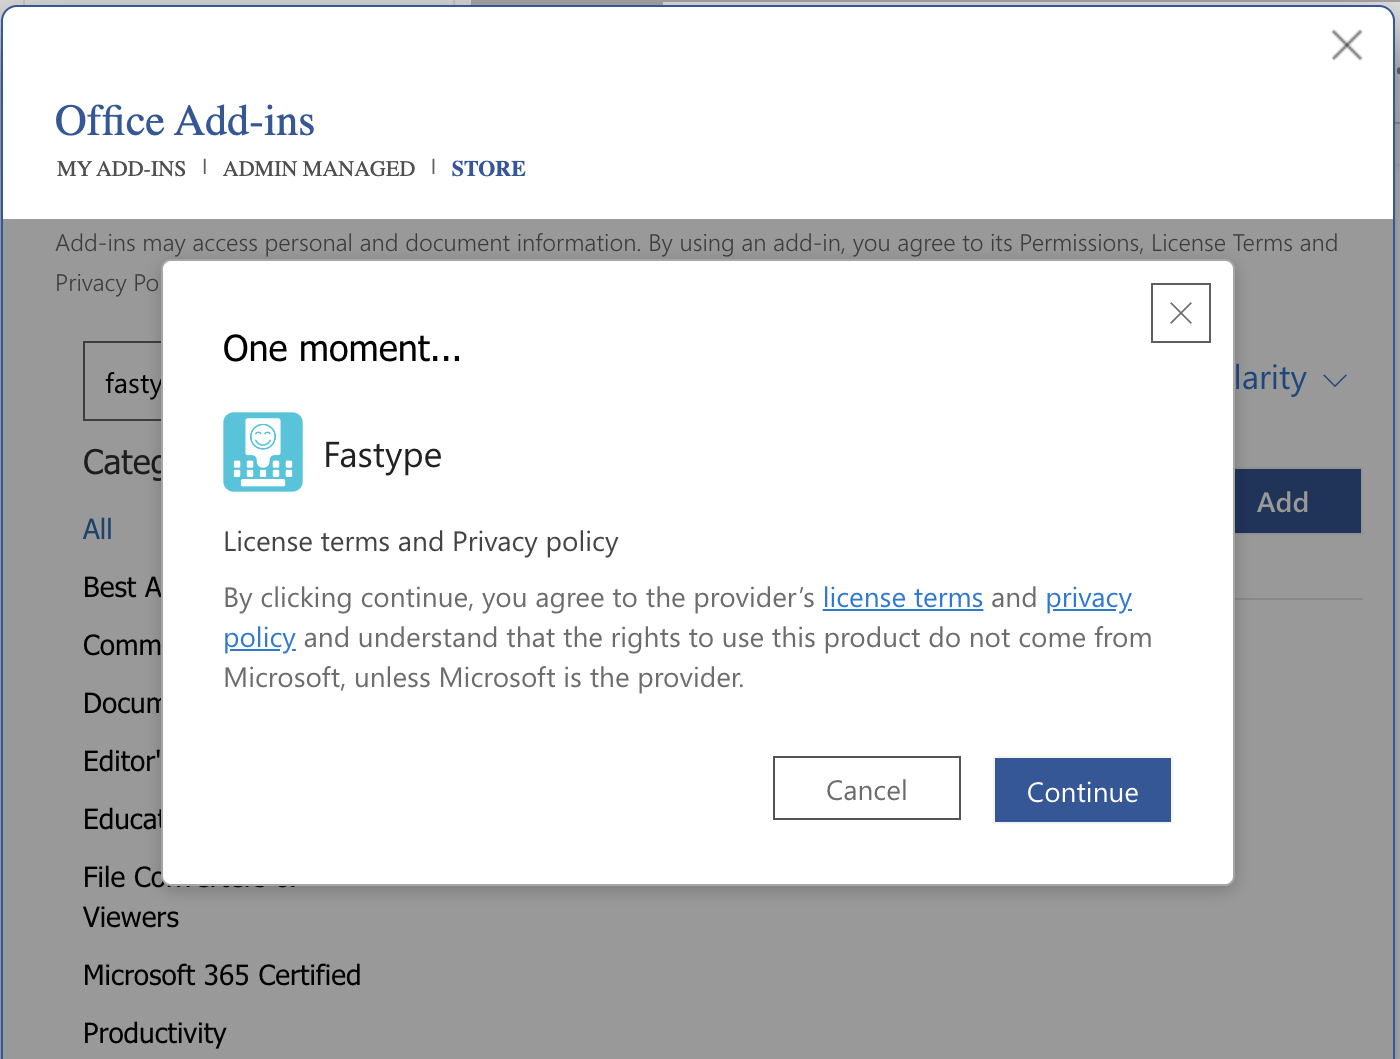 Office Add-ins
MY ADD-INS | ADMIN MANAGED | STORE
Add-ins may access personal and document information. By using an add-in, you agree to its Permissions, License Terms and
Privacy Po
fasty
larity
Categ
Add
All
Best A
Comm
Docum
Editor'
Educat
File Converters &
Viewers
Microsoft 365 Certified
Productivity
One moment...
Fastype
License terms and Privacy policy
By clicking continue, you agree to the provider’s license terms and privacy
policy and understand that the rights to use this product do not come from
Microsoft, unless Microsoft is the provider.
Cancel
Continue